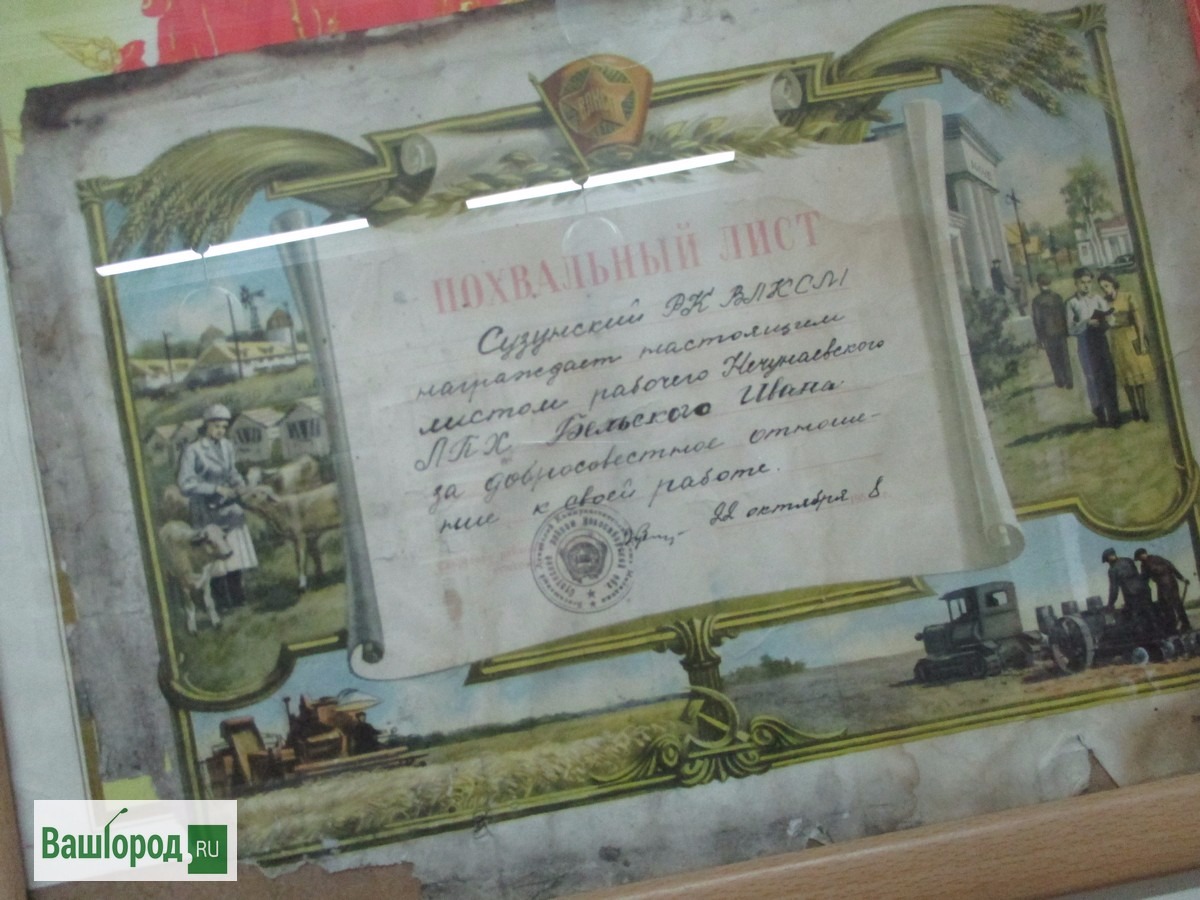 ПОХВАЛЬНЫЙ ЛИСТ
Сузунский РК ВЛКСМ
награждает настоящим
листом рабочего Нечунаевского
ЛПХ Бельского Ивана
за добросовестное отноше-
ние к своей работе.
22 октября
ВашГород.RU